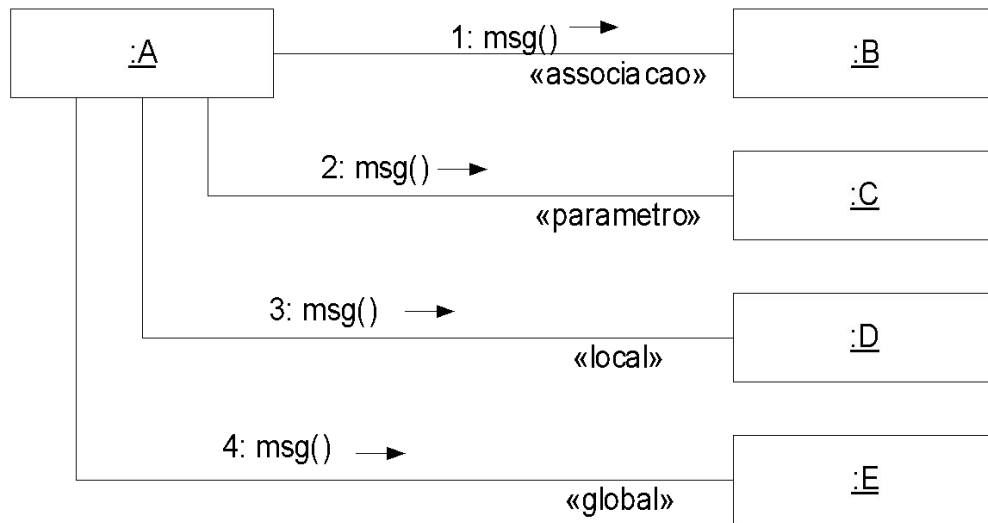 :A
1: msg()
«associacao»
:B
2: msg()
«parametro»
:C
3: msg()
«local»
:D
4: msg()
«global»
:E